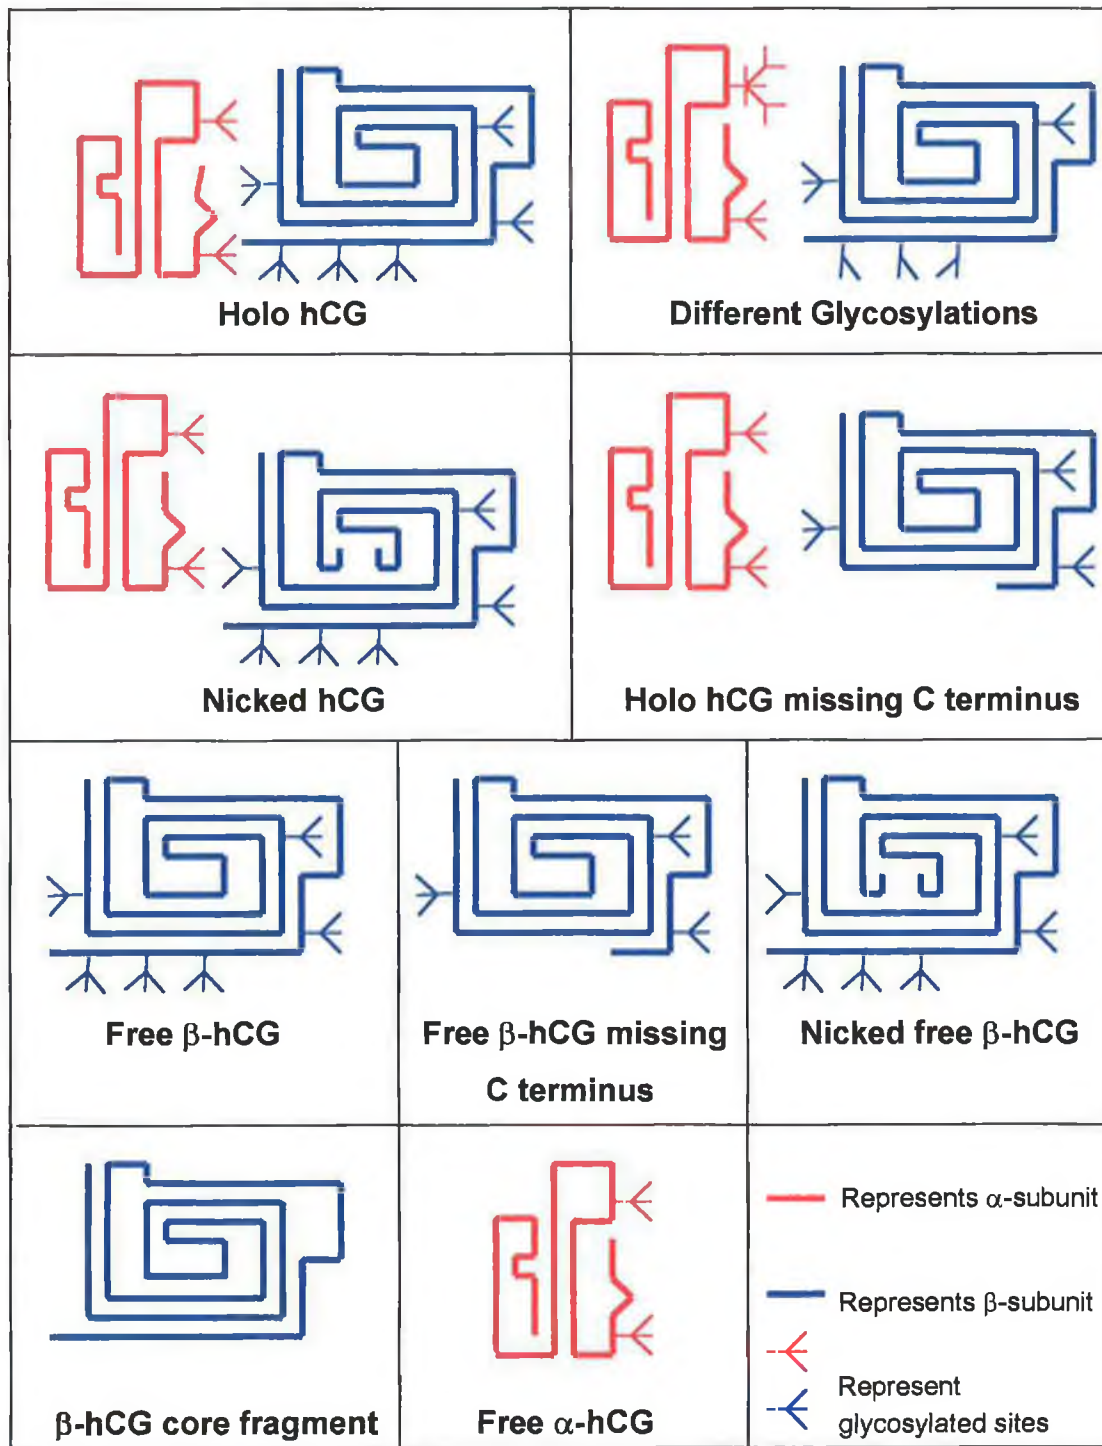 Holo hCG
Different Glycosylations
Nicked hCG
Holo hCG missing C terminus
Free β-hCG
Free β-hCG missing
C terminus
Nicked free β-hCG
β-hCG core fragment
Free α-hCG
Represents α-subunit
Represents β-subunit
Represent
glycosylated sites